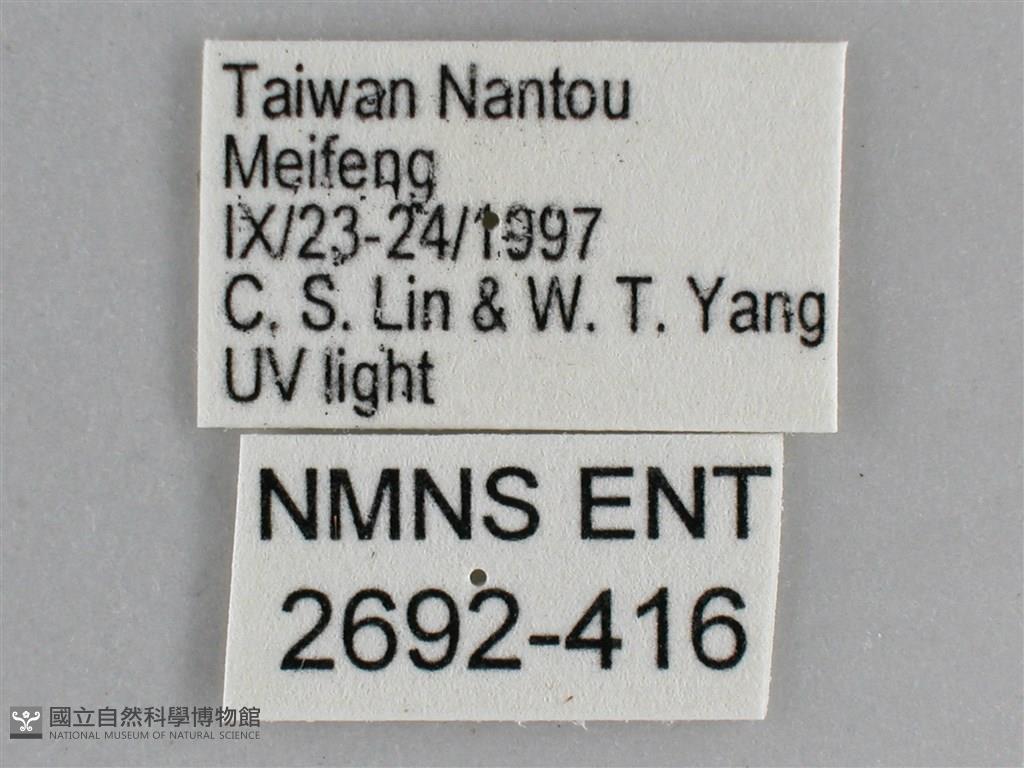 Taiwan Nantou
Meifeng
IX/23-24/1997
C. S. Lin & W. T. Yang
UV light
NMNS ENT
2692-416
國立自然科學博物館
NATIONAL MUSEUM OF NATURAL SCIENCE